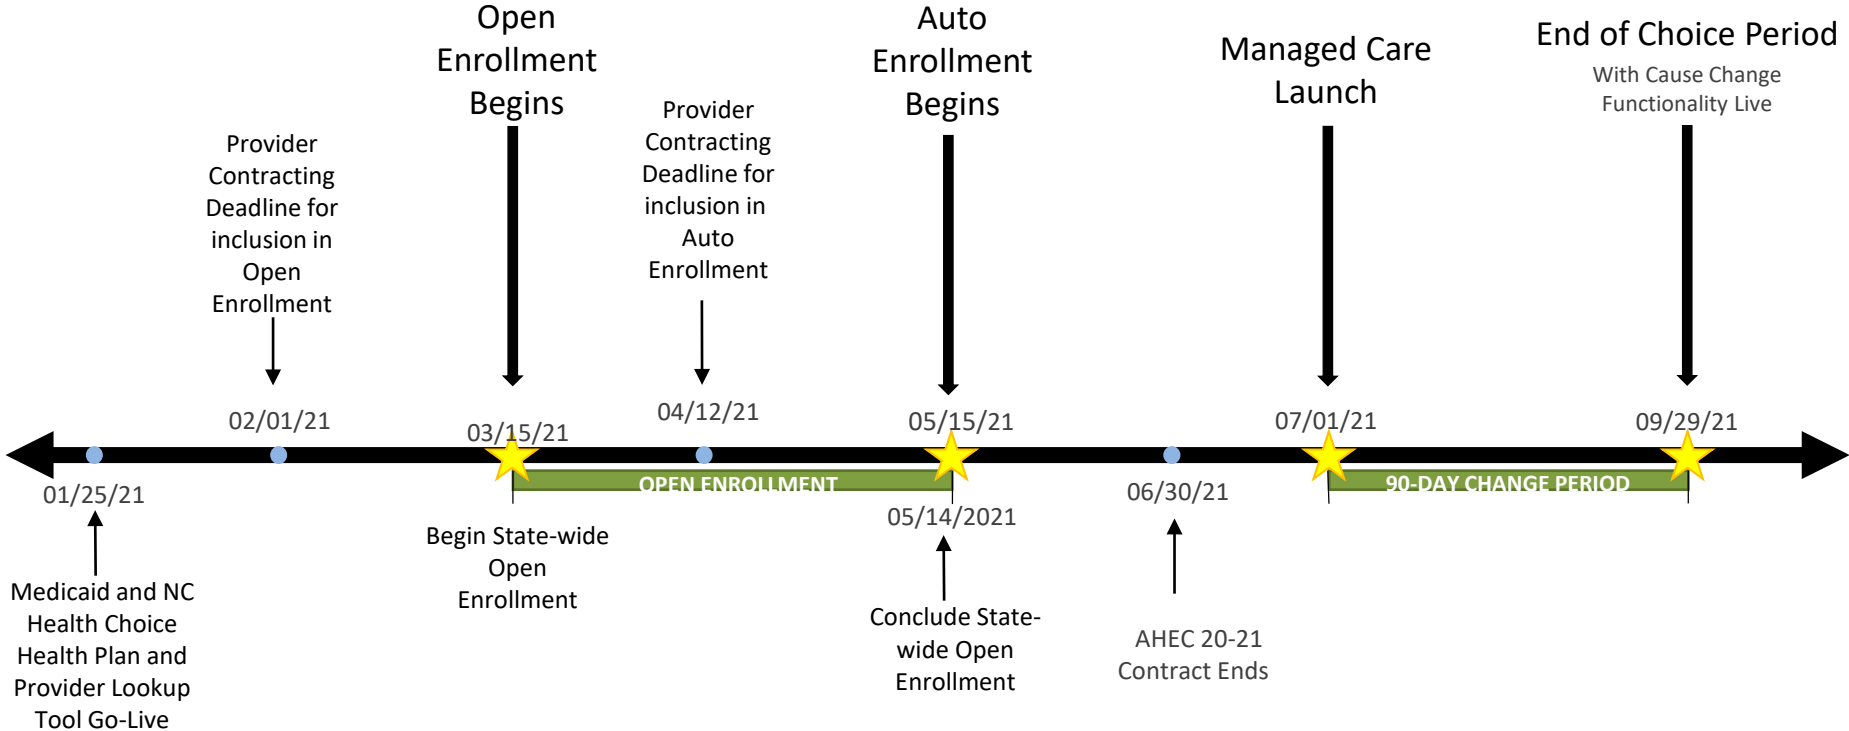 Open
Enrollment
Begins
Auto
Enrollment
Begins
Managed Care
Launch
End of Choice Period
With Cause Change
Functionality Live
Provider
Contracting
Deadline for
inclusion in
Open
Enrollment
Provider
Contracting
Deadline for
inclusion in
Auto
Enrollment
02/01/21
03/15/21
04/12/21
05/15/21
07/01/21
09/29/21
OPEN ENROLLMENT
90-DAY CHANGE PERIOD
01/25/21
05/14/2021
06/30/21
Medicaid and NC
Health Choice
Health Plan and
Provider Lookup
Tool Go-Live
Begin State-wide
Open
Enrollment
Conclude State-
wide Open
Enrollment
AHEC 20-21
Contract Ends